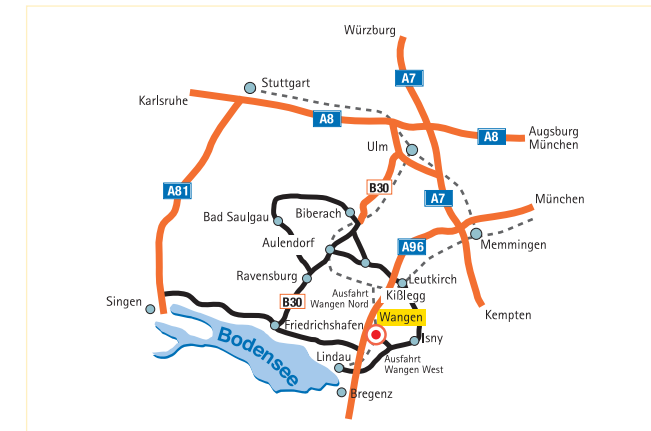 Würzburg
A7
Stuttgart
Karlsruhe
A8
A8
Augsburg
München
Ulm
B30
A81
A7
München
Biberach
Bad Saulgau
Aulendorf
A96
Memmingen
Ravensburg
Leutkirch
Ausfahrt
Wangen Nord
Kißlegg
B30
Singen
Kempten
Wangen
Friedrichshafen
Isny
Bodensee
Lindau
Ausfahrt
Wangen West
Bregenz